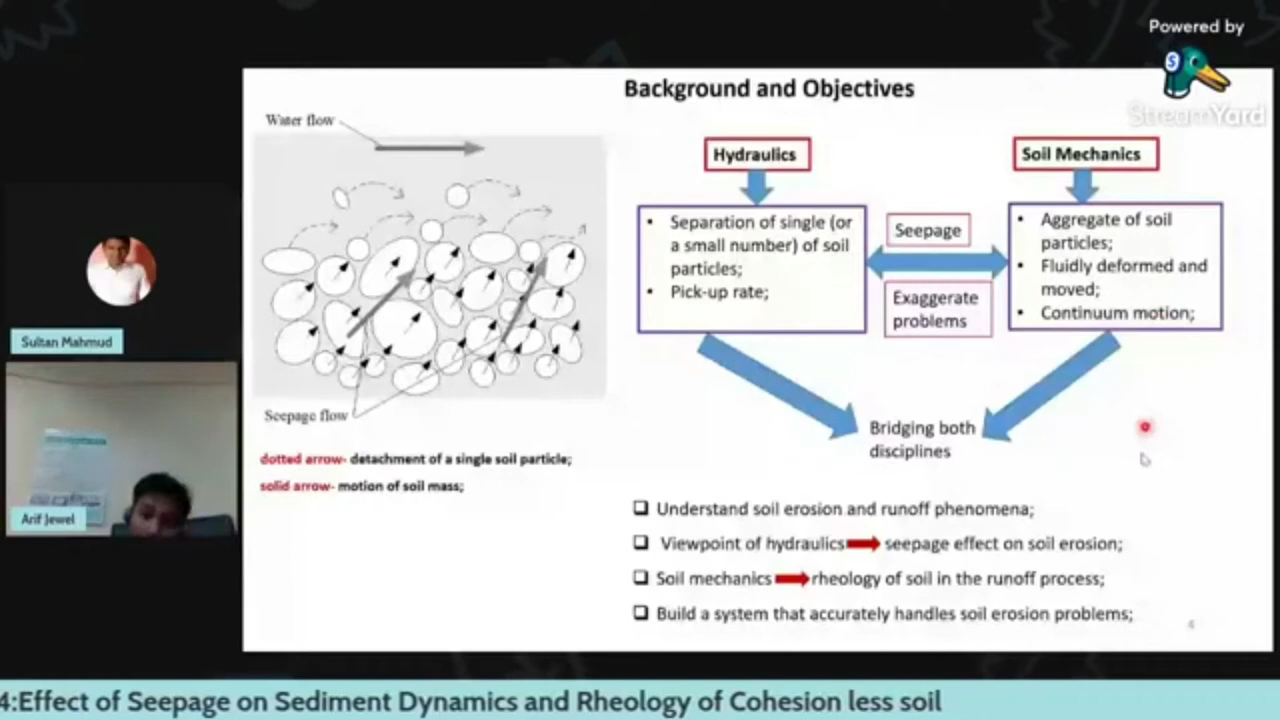 Powered by
StreamYard
Background and Objectives
Water flow
Hydraulics
Soil Mechanics
• Separation of single (or
a small number) of soil
particles;
• Pick-up rate;
Seepage
Exaggerate
problems
• Aggregate of soil
particles;
• Fluidly deformed and
moved;
• Continuum motion;
Seepage flow
Bridging both
disciplines
dotted arrow- detachment of a single soil particle;
solid arrow- motion of soil mass;
Understand soil erosion and runoff phenomena;
Viewpoint of hydraulics seepage effect on soil erosion;
Soil mechanics rheology of soil in the runoff process;
Build a system that accurately handles soil erosion problems;
4
Sultan Mahmud
Arif Jewel
4:Effect of Seepage on Sediment Dynamics and Rheology of Cohesion less soil